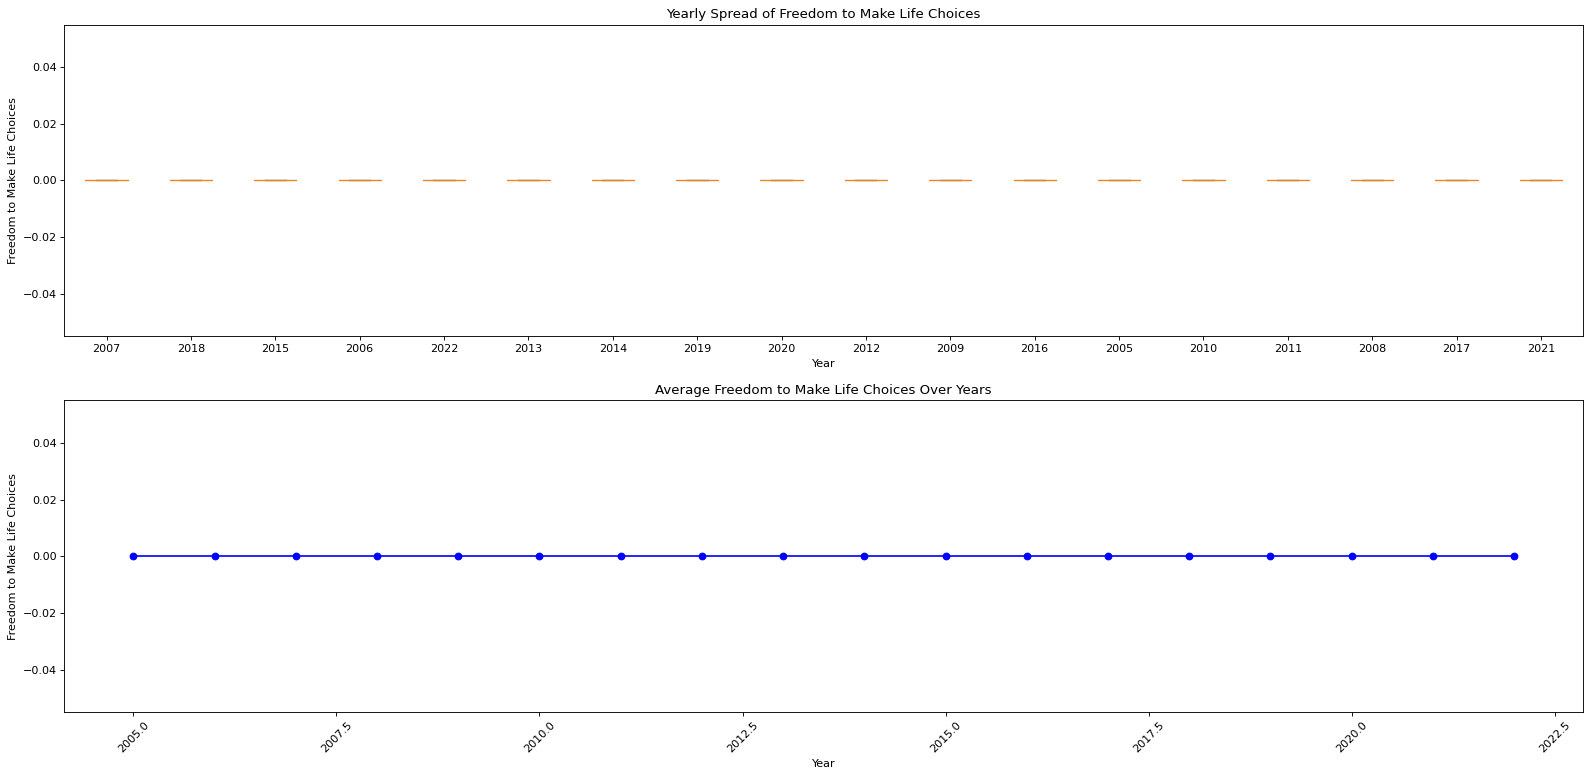 Yearly Spread of Freedom to Make Life Choices
Freedom to Make Life Choices
0.04
0.02
0.00
−0.02
−0.04
2007 2018 2015 2006 2022 2013 2014 2019 2020 2012 2009 2016 2005 2010 2011 2008 2017 2021
Year
Average Freedom to Make Life Choices Over Years
Freedom to Make Life Choices
0.04
0.02
0.00
−0.02
−0.04
2005.0 2007.5 2010.0 2012.5 2015.0 2017.5 2020.0 2022.5
Year